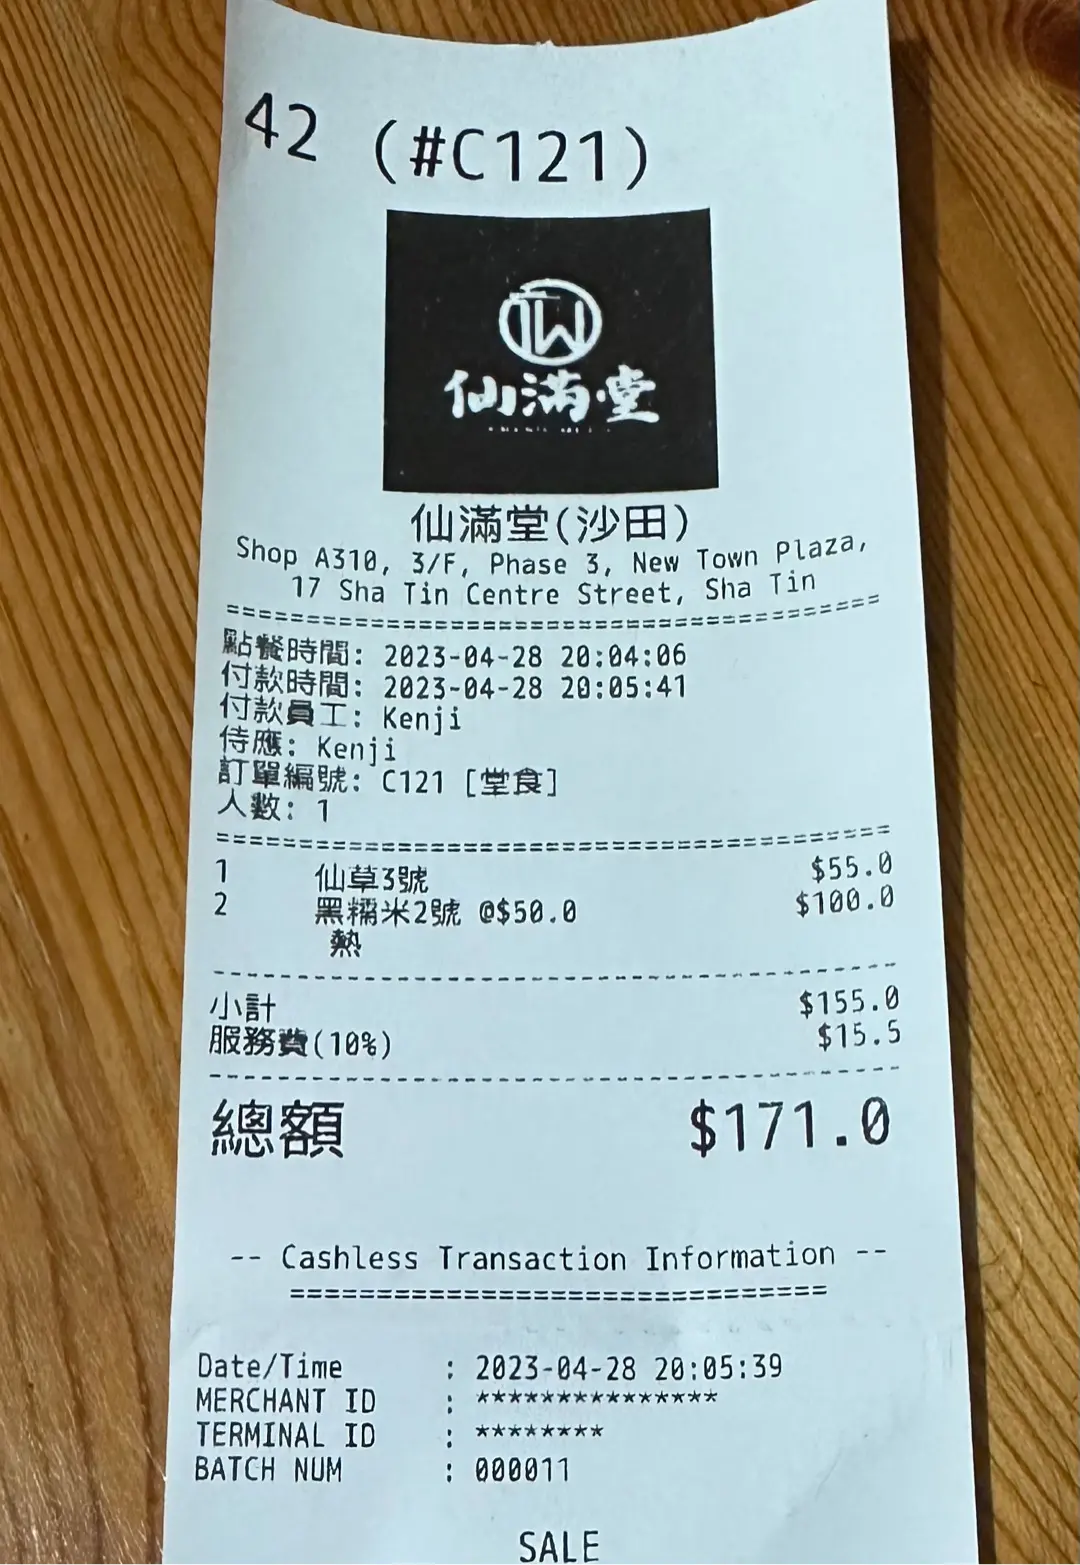 42 (#C121)
仙滿堂
仙滿堂(沙田)
Shop A310, 3/F, Phase 3, New Town Plaza,
17 Sha Tin Centre Street, Sha Tin
========================================
點餐時間: 2023-04-28 20:04:06
付款時間: 2023-04-28 20:05:41
付款員工: Kenji
侍應: Kenji
訂單編號: C121 [堂食]
人數: 1
========================================
1 仙草3號 $55.0
2 黑糯米2號 @$50.0 $100.0
熱
----------------------------------------
小計 $155.0
服務費(10%) $15.5
----------------------------------------
總額 $171.0
-- Cashless Transaction Information --
================================
Date/Time : 2023-04-28 20:05:39
MERCHANT ID : ***************
TERMINAL ID : ********
BATCH NUM : 000011
SALE